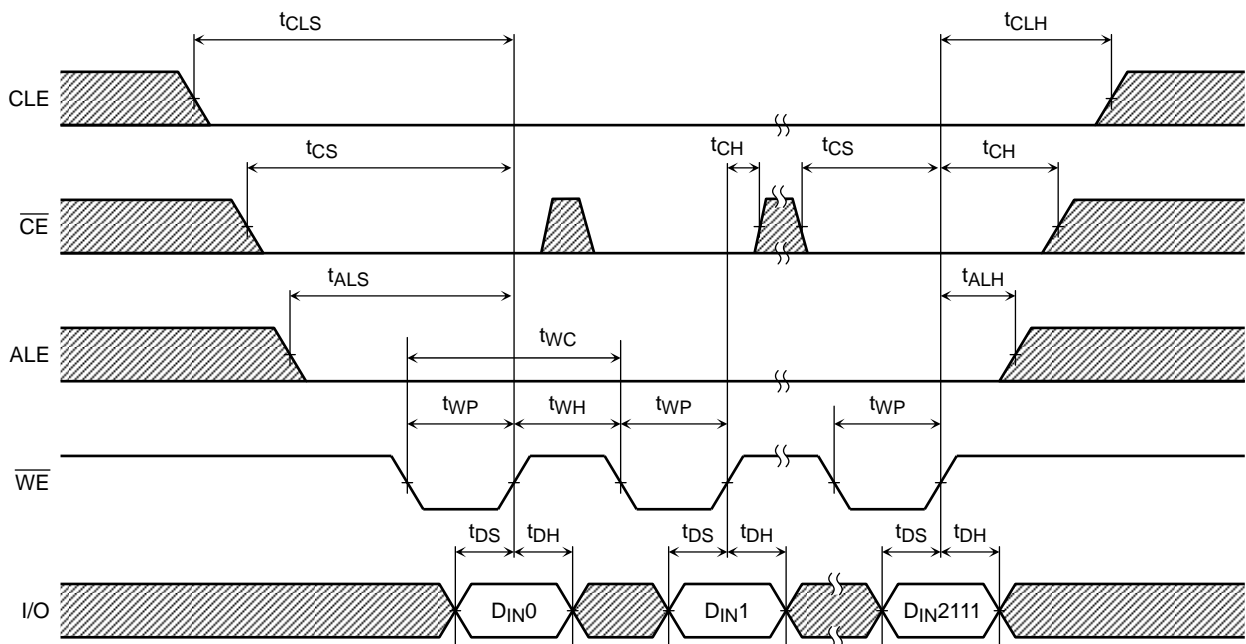 tCLS tCLH
CLE
tCS tCH tCS tCH
CE
tALS tALH
ALE
tWC
tWP tWH tWP tWP
WE
tDS tDH tDS tDH tDS tDH
I/O DIN0 DIN1 DIN2111